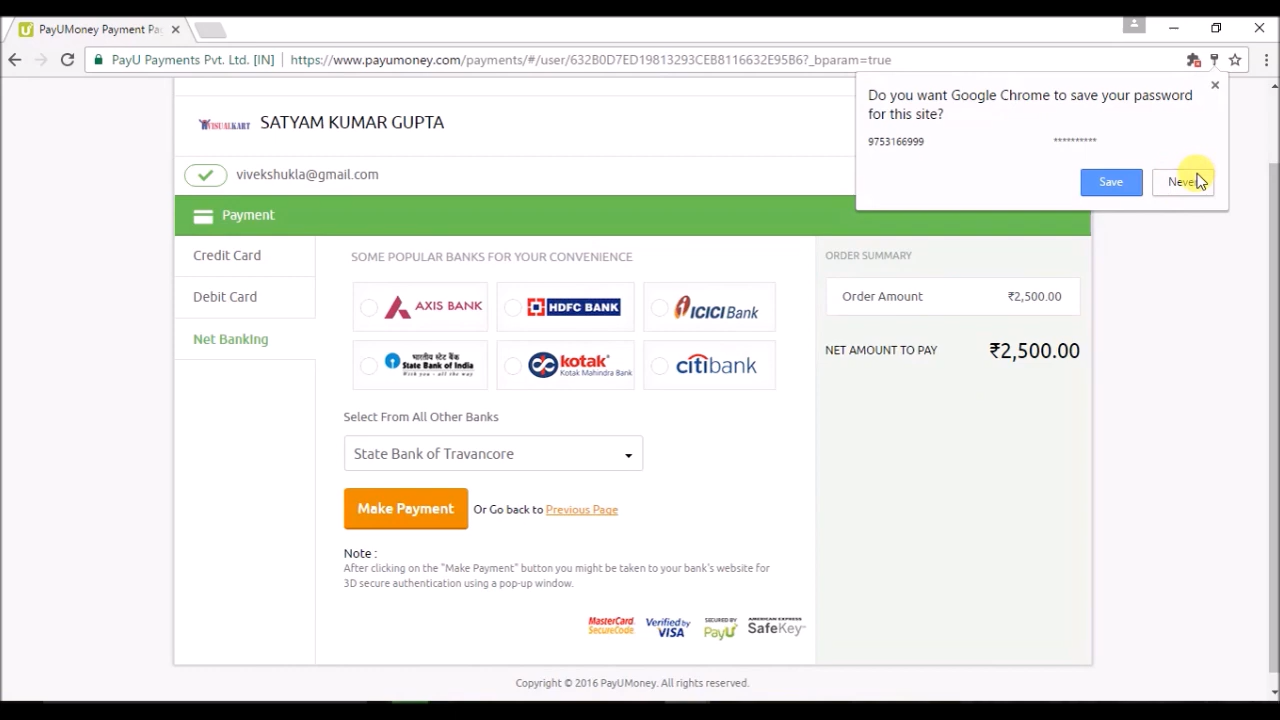 PayUMoney Payment Pa
PayU Payments Pvt. Ltd. [IN]
https://www.payumoney.com/payments/#/user/632B0D7ED19813293CEB8116632E95B6?_bparam=true
Do you want Google Chrome to save your password
for this site?
9753166999 **********
Save
Never
VISUALKART SATYAM KUMAR GUPTA
vivekshukla@gmail.com
Payment
Credit Card
Debit Card
Net Banking
SOME POPULAR BANKS FOR YOUR CONVENIENCE
AXIS BANK
HDFC BANK
ICICI Bank
भारतीय स्टेट बैंक
State Bank of India
With you - all the way
kotak
Kotak Mahindra Bank
citibank
Select From All Other Banks
State Bank of Travancore
Make Payment
Or Go back to Previous Page
Note :
After clicking on the "Make Payment" button you might be taken to your bank's website for
3D secure authentication using a pop-up window.
MasterCard.
SecureCode.
Verified by
VISA
SECURED BY
PayU
AMERICAN EXPRESS
SafeKey
ORDER SUMMARY
Order Amount ₹2,500.00
NET AMOUNT TO PAY ₹2,500.00
Copyright © 2016 PayUMoney. All rights reserved.